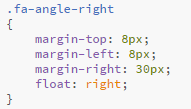 .fa-angle-right
{
    margin-top: 8px;
    margin-left: 8px;
    margin-right: 30px;
    float: right;
}